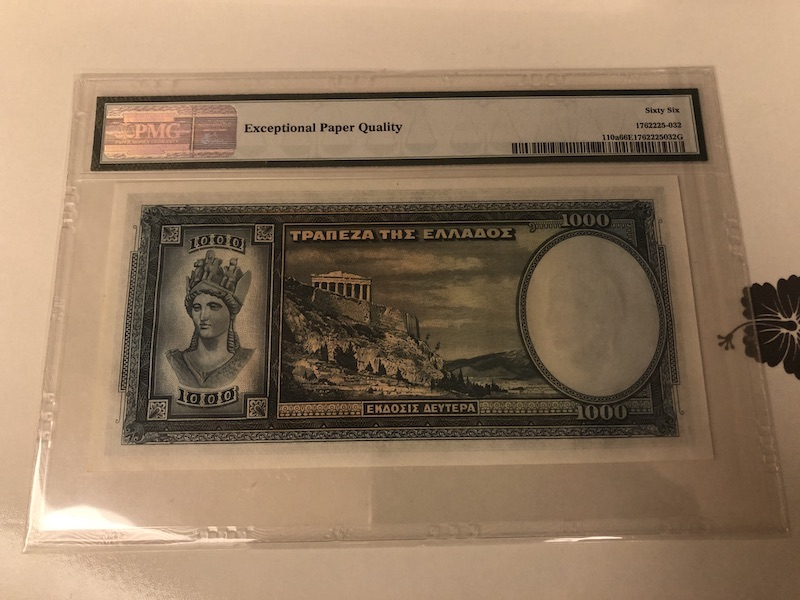 PMG
Exceptional Paper Quality
Sixty Six
1762225-032
110a66E1762225032G
1000
1000
ΤΡΑΠΕΖΑ ΤΗΣ ΕΛΛΑΔΟΣ
1000
ΕΚΔΟΣΙΣ ΔΕΥΤΕΡΑ
1000